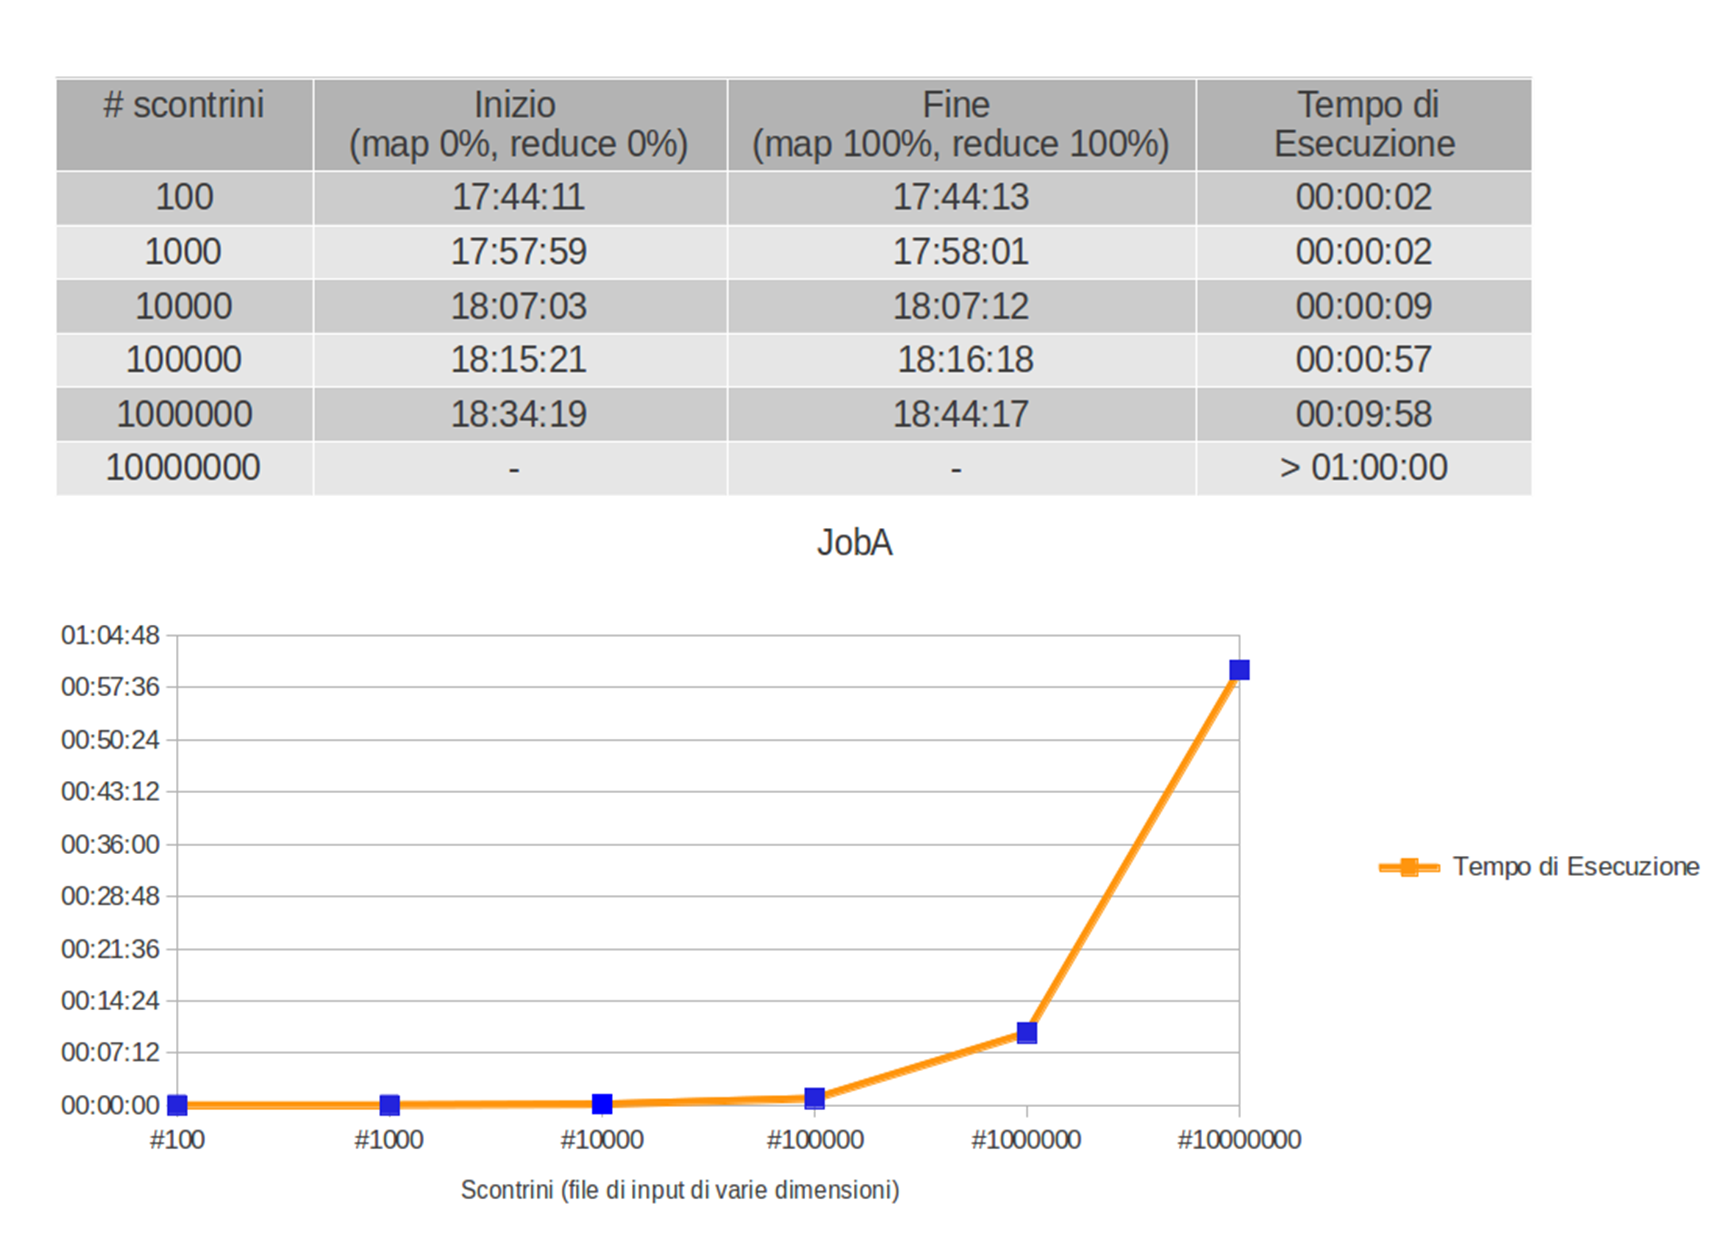 # scontrini Inizio Fine Tempo di
(map 0%, reduce 0%) (map 100%, reduce 100%) Esecuzione
100 17:44:11 17:44:13 00:00:02
1000 17:57:59 17:58:01 00:00:02
10000 18:07:03 18:07:12 00:00:09
100000 18:15:21 18:16:18 00:00:57
1000000 18:34:19 18:44:17 00:09:58
10000000 - - > 01:00:00
JobA
01:04:48
00:57:36
00:50:24
00:43:12
00:36:00
00:28:48
00:21:36
00:14:24
00:07:12
00:00:00
#100 #1000 #10000 #100000 #1000000 #10000000
Scontrini (file di input di varie dimensioni)
Tempo di Esecuzione